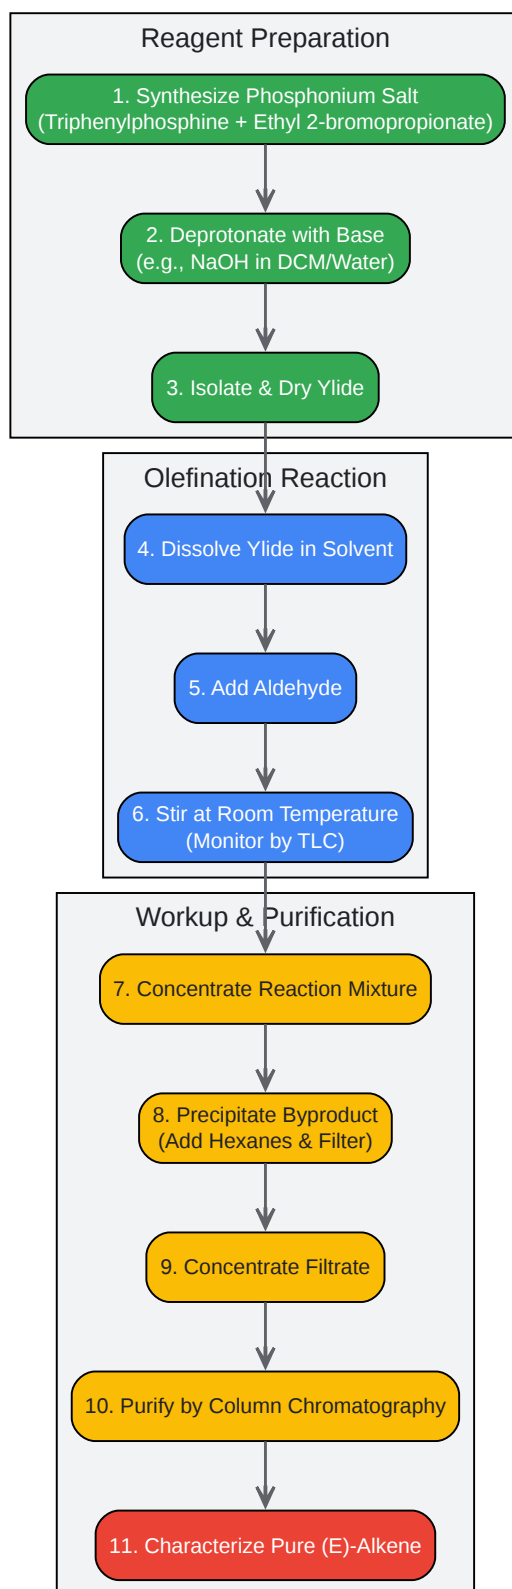 Reagent Preparation
1. Synthesize Phosphonium Salt
(Triphenylphosphine + Ethyl 2-bromopropionate)
2. Deprotonate with Base
(e.g., NaOH in DCM/Water)
3. Isolate & Dry Ylide
Olefination Reaction
4. Dissolve Ylide in Solvent
5. Add Aldehyde
6. Stir at Room Temperature
(Monitor by TLC)
Workup & Purification
7. Concentrate Reaction Mixture
8. Precipitate Byproduct
(Add Hexanes & Filter)
9. Concentrate Filtrate
10. Purify by Column Chromatography
11. Characterize Pure (E)-Alkene